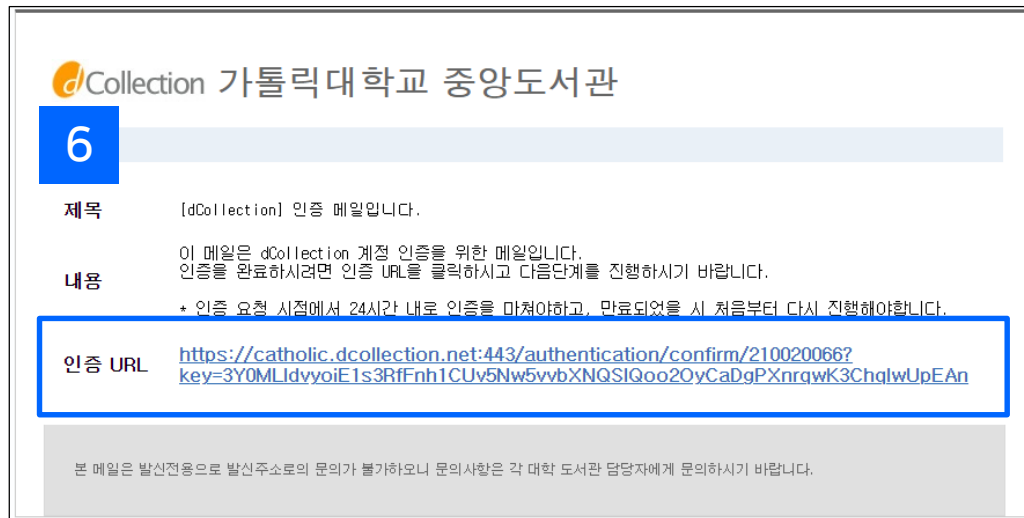 dCollection 가톨릭대학교 중앙도서관
6
제목 [dCollection] 인증 메일입니다.
이 메일은 dCollection 계정 인증을 위한 메일입니다.
내용 인증을 완료하시려면 인증 URL을 클릭하시고 다음단계를 진행하시기 바랍니다.
* 인증 요청 시점에서 24시간 내로 인증을 마쳐야하고, 만료되었을 시 처음부터 다시 진행해야합니다.
인증 URL https://catholic.dcollection.net:443/authentication/confirm/210020066?
key=3Y0MLIdvyoiE1s3RfFnh1CUv5Nw5vvbXNQSIQoo2OyCaDgPXnrqwK3ChqIwUpEAn
본 메일은 발신전용으로 발신주소로의 문의가 불가하오니 문의사항은 각 대학 도서관 담당자에게 문의하시기 바랍니다.